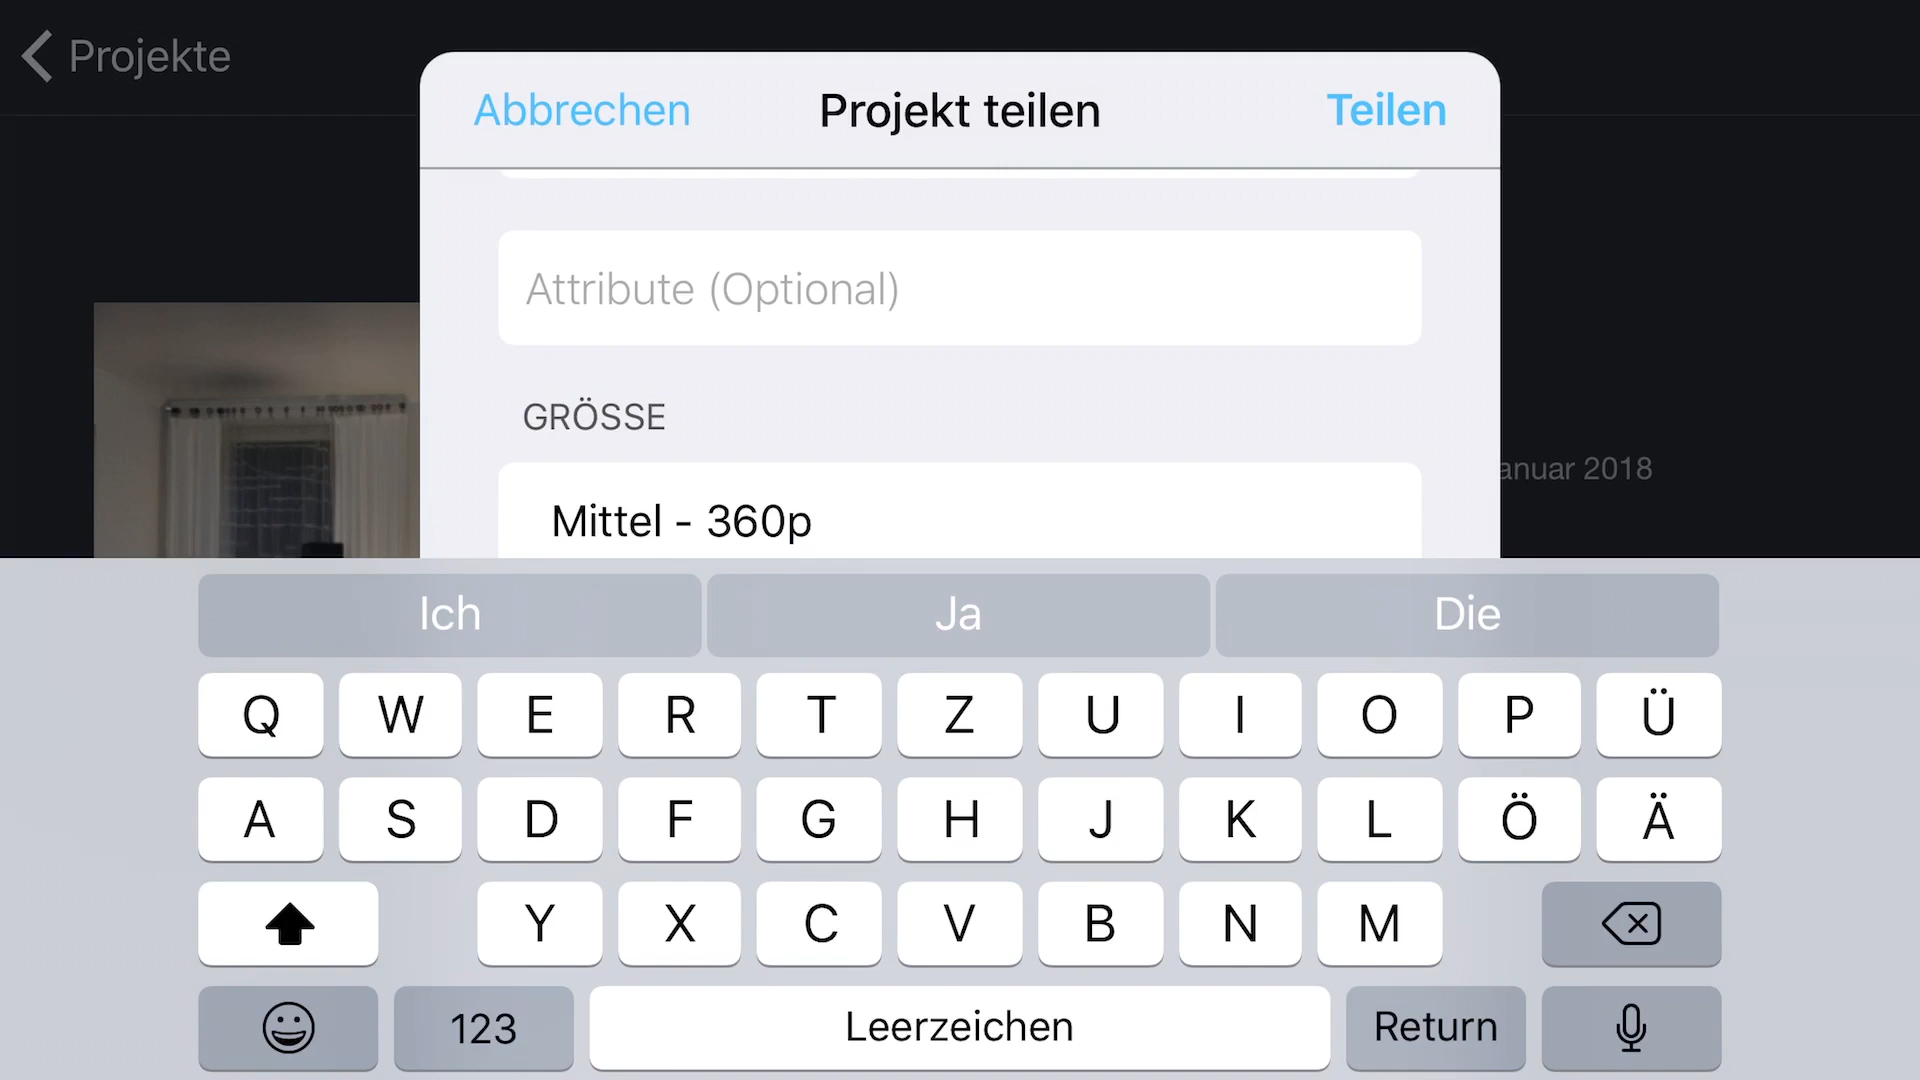 Projekte
Abbrechen
Projekt teilen
Teilen
Attribute (Optional)
GRÖSSE
anuar 2018
Mittel - 360p
Ich
Ja
Die
Q W E R T Z U I O P Ü
A S D F G H J K L Ö Ä
Y X C V B N M
123
Leerzeichen
Return